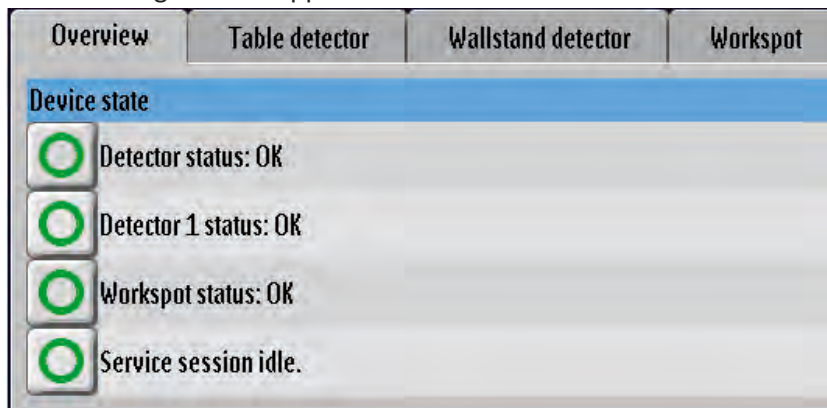 Overview Table detector Wallstand detector Workspot
Device state
Detector status: OK
Detector 1 status: OK
Workspot status: OK
Service session idle.